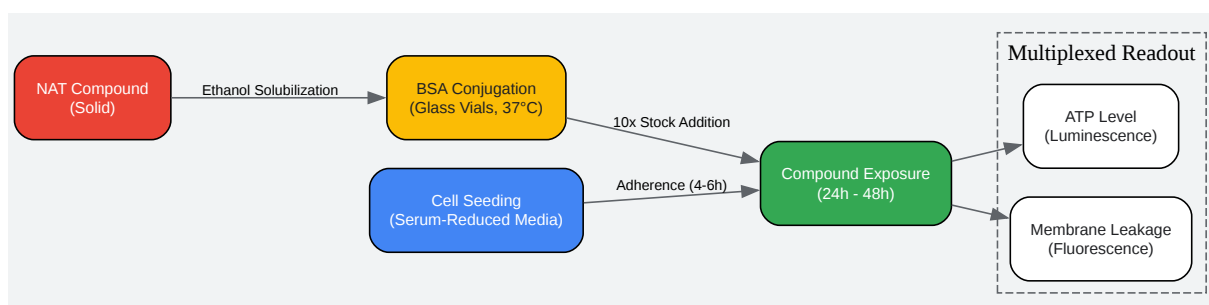 NAT Compound
(Solid)
Ethanol Solubilization
BSA Conjugation
(Glass Vials, 37°C)
10x Stock Addition
Cell Seeding
(Serum-Reduced Media)
Adherence (4-6h)
Compound Exposure
(24h - 48h)
Multiplexed Readout
ATP Level
(Luminescence)
Membrane Leakage
(Fluorescence)